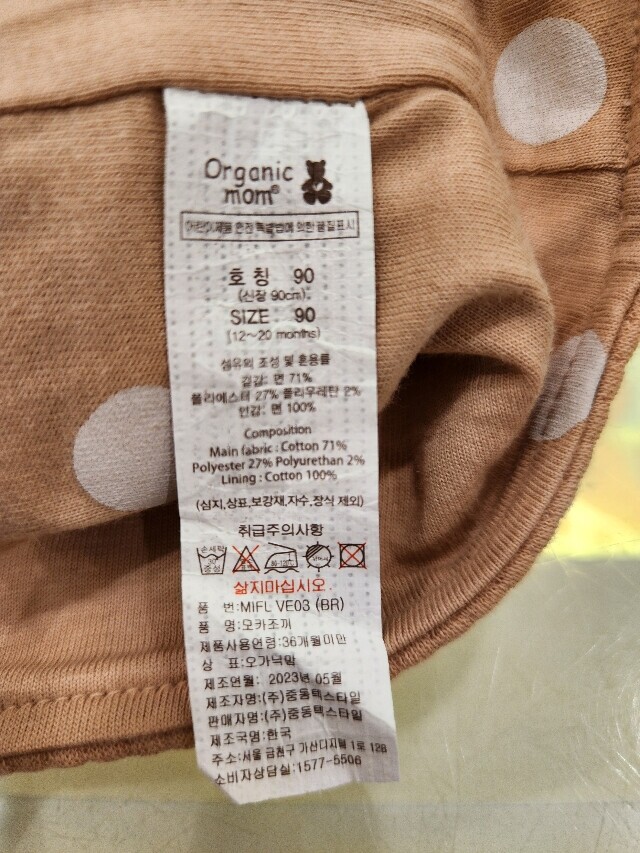 Organic
mom®
어린이제품 안전 특별법에 의한 품질표시
호 칭 90
(신장 90cm)
SIZE : 90
(12~20 months)
섬유의 조성 및 혼용률
겉감: 면 71%
폴리에스터 27% 폴리우레탄 2%
안감: 면 100%
Composition
Main fabric : Cotton 71%
Polyester 27% Polyurethan 2%
Lining : Cotton 100%
(심지,상표,보강재,자수,장식 제외)
취급주의사항
손세탁
30
중성
삶지마십시오.
품 번:MIFL VE03 (BR)
품 명:모카조끼
제품사용연령:36개월미만
상 표:오가닉맘
제조연월: 2023년 05월
제조자명:(주)중동텍스타일
판매자명:(주)중동텍스타일
제조국명:한국
주소:서울 금천구 가산디지털 1로 128
소비자상담실:1577-5506